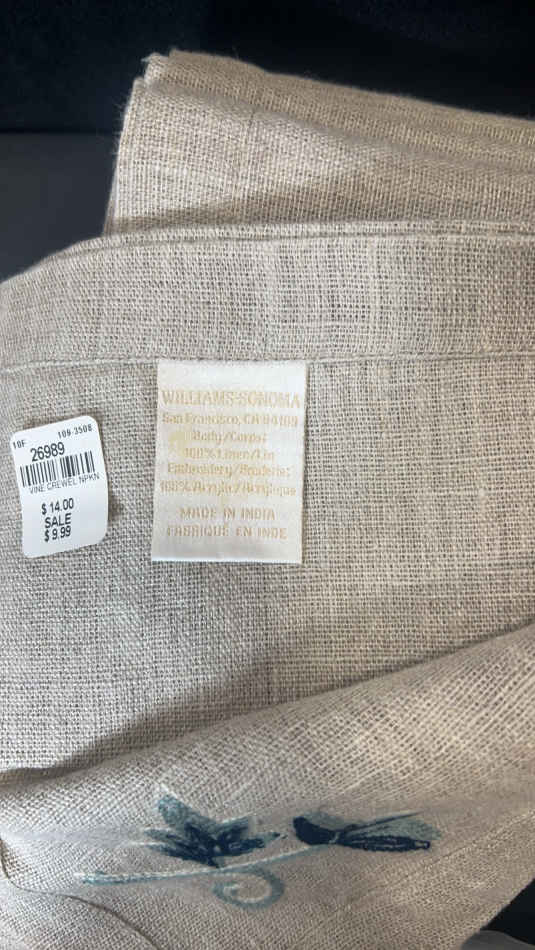 10F 109-3508
26989
VINE CREWEL NPKN
$ 14.00
SALE
$ 9.99
WILLIAMS-SONOMA
San Francisco, CA 94109
Body/Corps:
100% Linen/Lin
Embroidery/Broderie:
100% Acrylic/Acrylique
MADE IN INDIA
FABRIQUÉ EN INDE